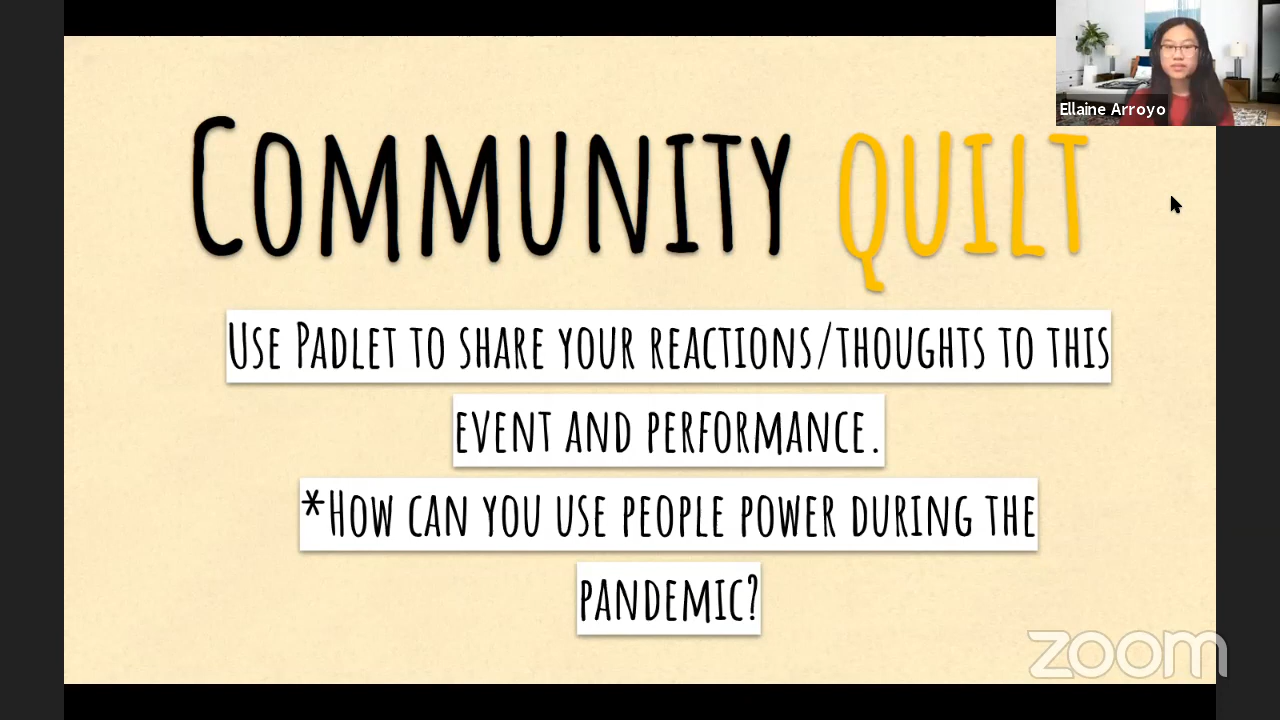 Ellaine Arroyo
COMMUNITY QUILT
USE PADLET TO SHARE YOUR REACTIONS/THOUGHTS TO THIS
EVENT AND PERFORMANCE.
*HOW CAN YOU USE PEOPLE POWER DURING THE
PANDEMIC?
zoom